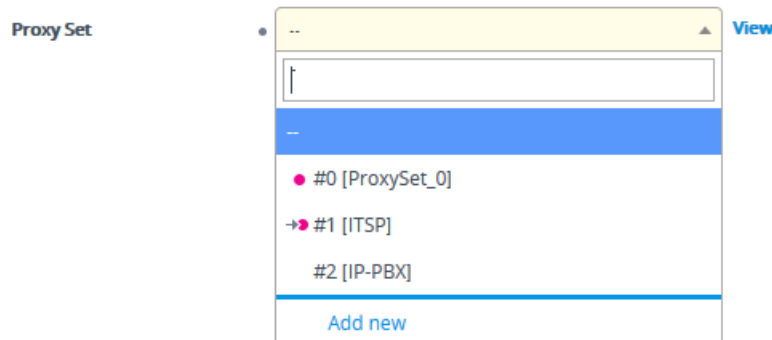 Proxy Set -- View
--
#0 [ProxySet_0]
#1 [ITSP]
#2 [IP-PBX]
Add new